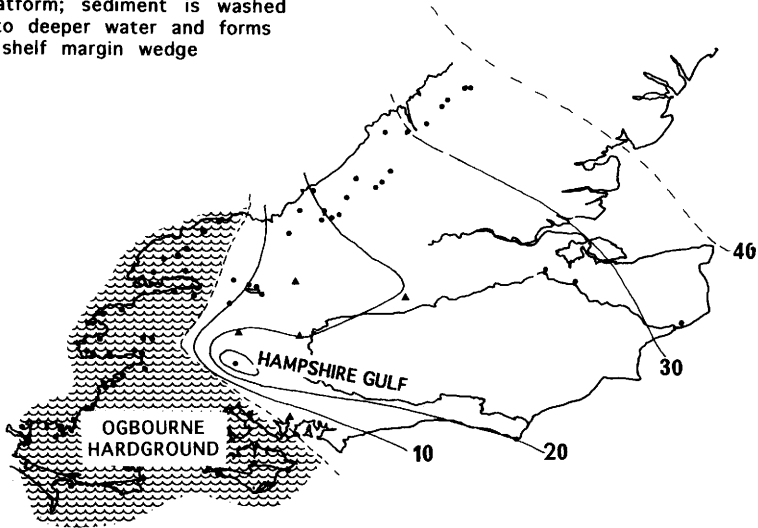 atform; sediment is washed
to deeper water and forms
shelf margin wedge
40
30
HAMPSHIRE GULF
OGBOURNE
HARDGROUND
10
20